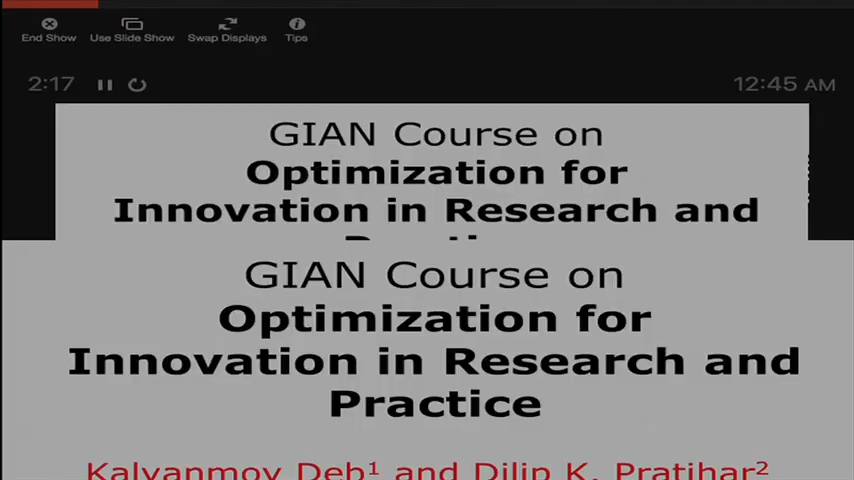 End Show Use Slide Show Swap Displays Tips
2:17 12:45 AM
GIAN Course on
Optimization for
Innovation in Research and
GIAN Course on
Optimization for
Innovation in Research and
Practice
Kalyanmoy Deb¹ and Dilip K. Pratihar²